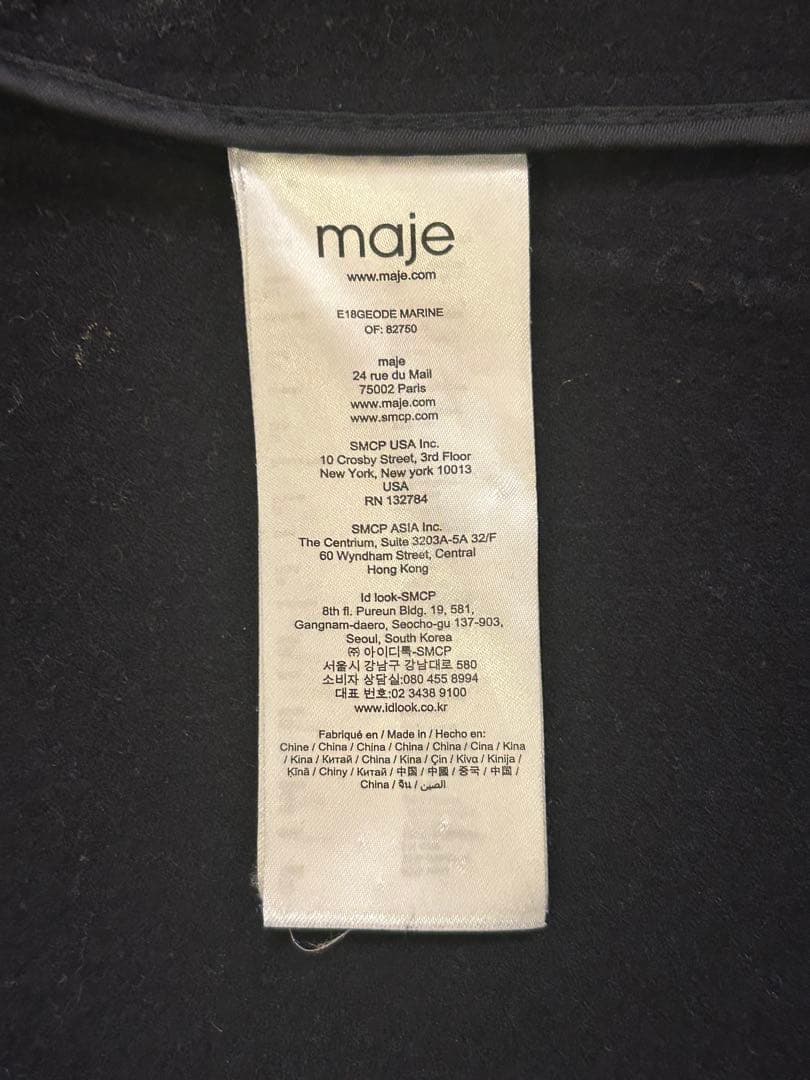 maje
www.maje.com
E18GEODE MARINE
OF: 82750
maje
24 rue du Mail
75002 Paris
www.maje.com
www.smcp.com
SMCP USA Inc.
10 Crosby Street, 3rd Floor
New York, New york 10013
USA
RN 132784
SMCP ASIA Inc.
The Centrium, Suite 3203A-5A 32/F
60 Wyndham Street, Central
Hong Kong
Id look-SMCP
8th fl. Pureun Bldg. 19, 581,
Gangnam-daero, Seocho-gu 137-903,
Seoul, South Korea
㈜ 아이디룩-SMCP
서울시 강남구 강남대로 580
소비자 상담실:080 455 8994
대표 번호:02 3438 9100
www.idlook.co.kr
Fabriqué en / Made in / Hecho en:
Chine / China / China / China / China / Cina / Kina
/ Kina / Китай / China / Kina / Çin / Κίνα / Kinija /
Ķīnā / Chiny / Китай / 中国 / 中國 / 중국 / 中国 /
China / จีน / الصين